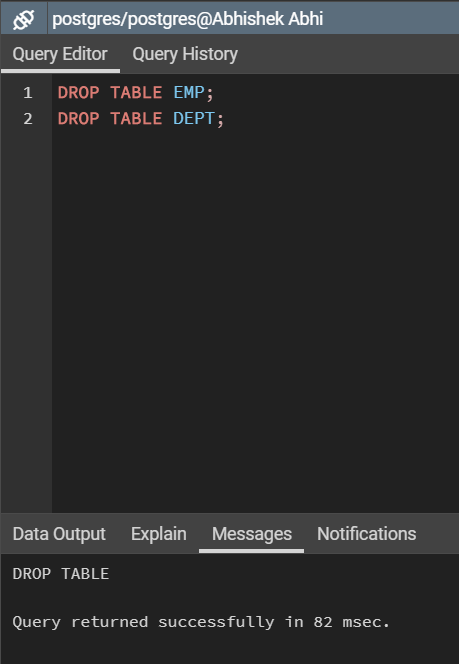 postgres/postgres@Abhishek Abhi
Query Editor Query History
1 DROP TABLE EMP;
2 DROP TABLE DEPT;
Data Output Explain Messages Notifications
DROP TABLE
Query returned successfully in 82 msec.